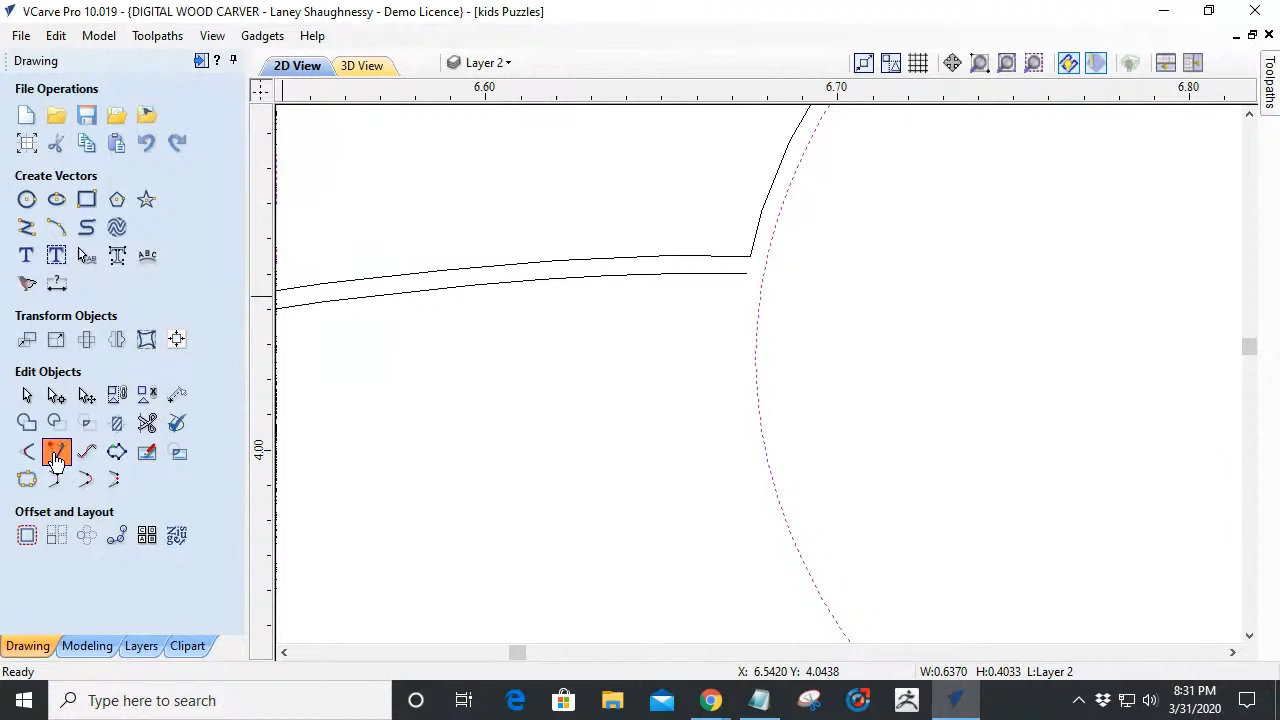 VCarve Pro 10.019 - {DIGITAL WOOD CARVER - Laney Shaughnessy - Demo Licence} - [kids Puzzles]
File Edit Model Toolpaths View Gadgets Help
Drawing ?
2D View 3D View Layer 2
Toolpaths
File Operations
6.60 6.70 6.80
Create Vectors
T T T ABC
Transform Objects
Edit Objects
4.00
Offset and Layout
Drawing Modeling Layers Clipart
Ready X: 6.5420 Y: 4.0438 W:0.6370 H:0.4033 L:Layer 2
Type here to search
8:31 PM
3/31/2020